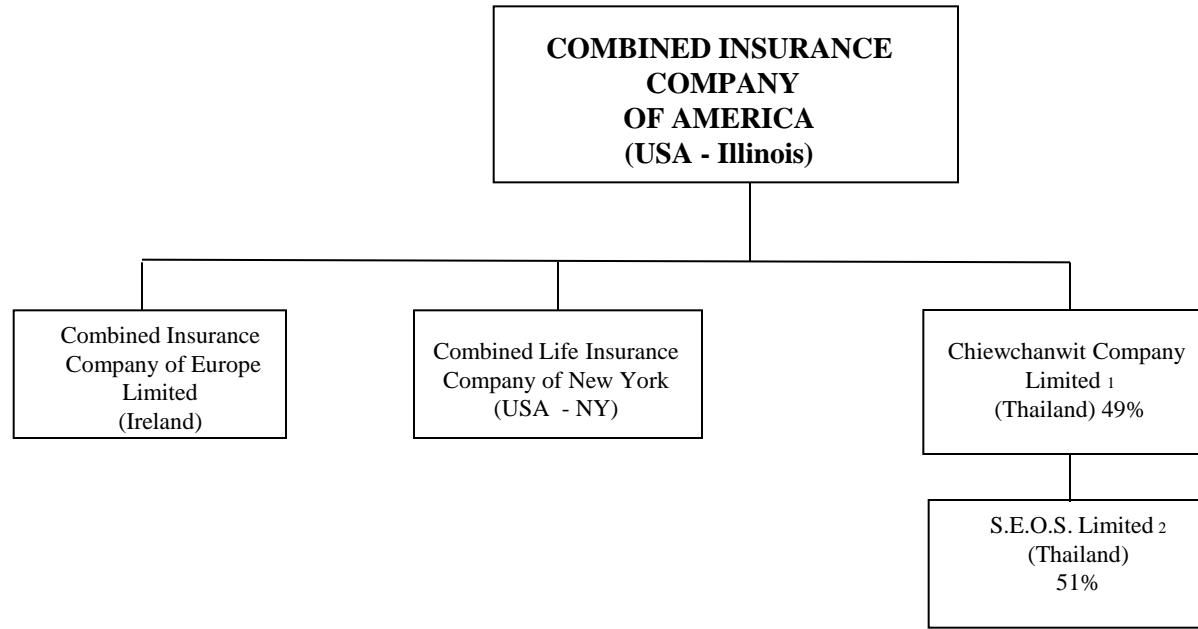 COMBINED INSURANCE
COMPANY
OF AMERICA
(USA - Illinois)
Combined Insurance
Company of Europe
Limited
(Ireland)
Combined Life Insurance
Company of New York
(USA - NY)
Chiewchanwit Company
Limited 1
(Thailand) 49%
S.E.O.S. Limited 2
(Thailand)
51%